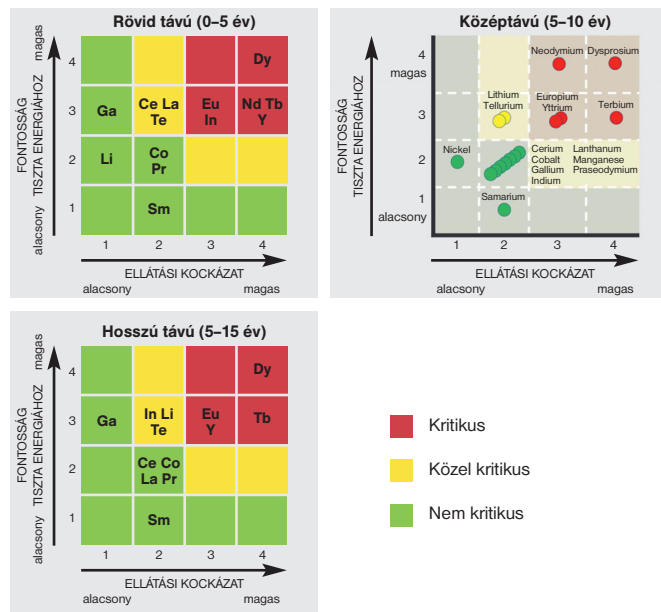 Rövid távú (0–5 év)
FONTOSSÁG
TISZTA ENERGIÁHOZ
magas
alacsony
4
3
2
1
Dy
Ga
Ce La
Te
Eu
In
Nd Tb
Y
Li
Co
Pr
Sm
1 2 3 4
ELLÁTÁSI KOCKÁZAT
alacsony magas
Középtávú (5–10 év)
FONTOSSÁG
TISZTA ENERGIÁHOZ
4
magas
3
2
1
alacsony
Neodymium Dysprosium
Lithium
Tellurium
Europium
Yttrium
Terbium
Nickel
Cerium Lanthanum
Cobalt Manganese
Gallium Praseodymium
Indium
Samarium
1 2 3 4
ELLÁTÁSI KOCKÁZAT
alacsony magas
Hosszú távú (5–15 év)
FONTOSSÁG
TISZTA ENERGIÁHOZ
magas
alacsony
4
3
2
1
Dy
Ga
In Li
Te
Eu
Y
Tb
Ce Co
La Pr
Sm
1 2 3 4
ELLÁTÁSI KOCKÁZAT
alacsony magas
Kritikus
Közel kritikus
Nem kritikus